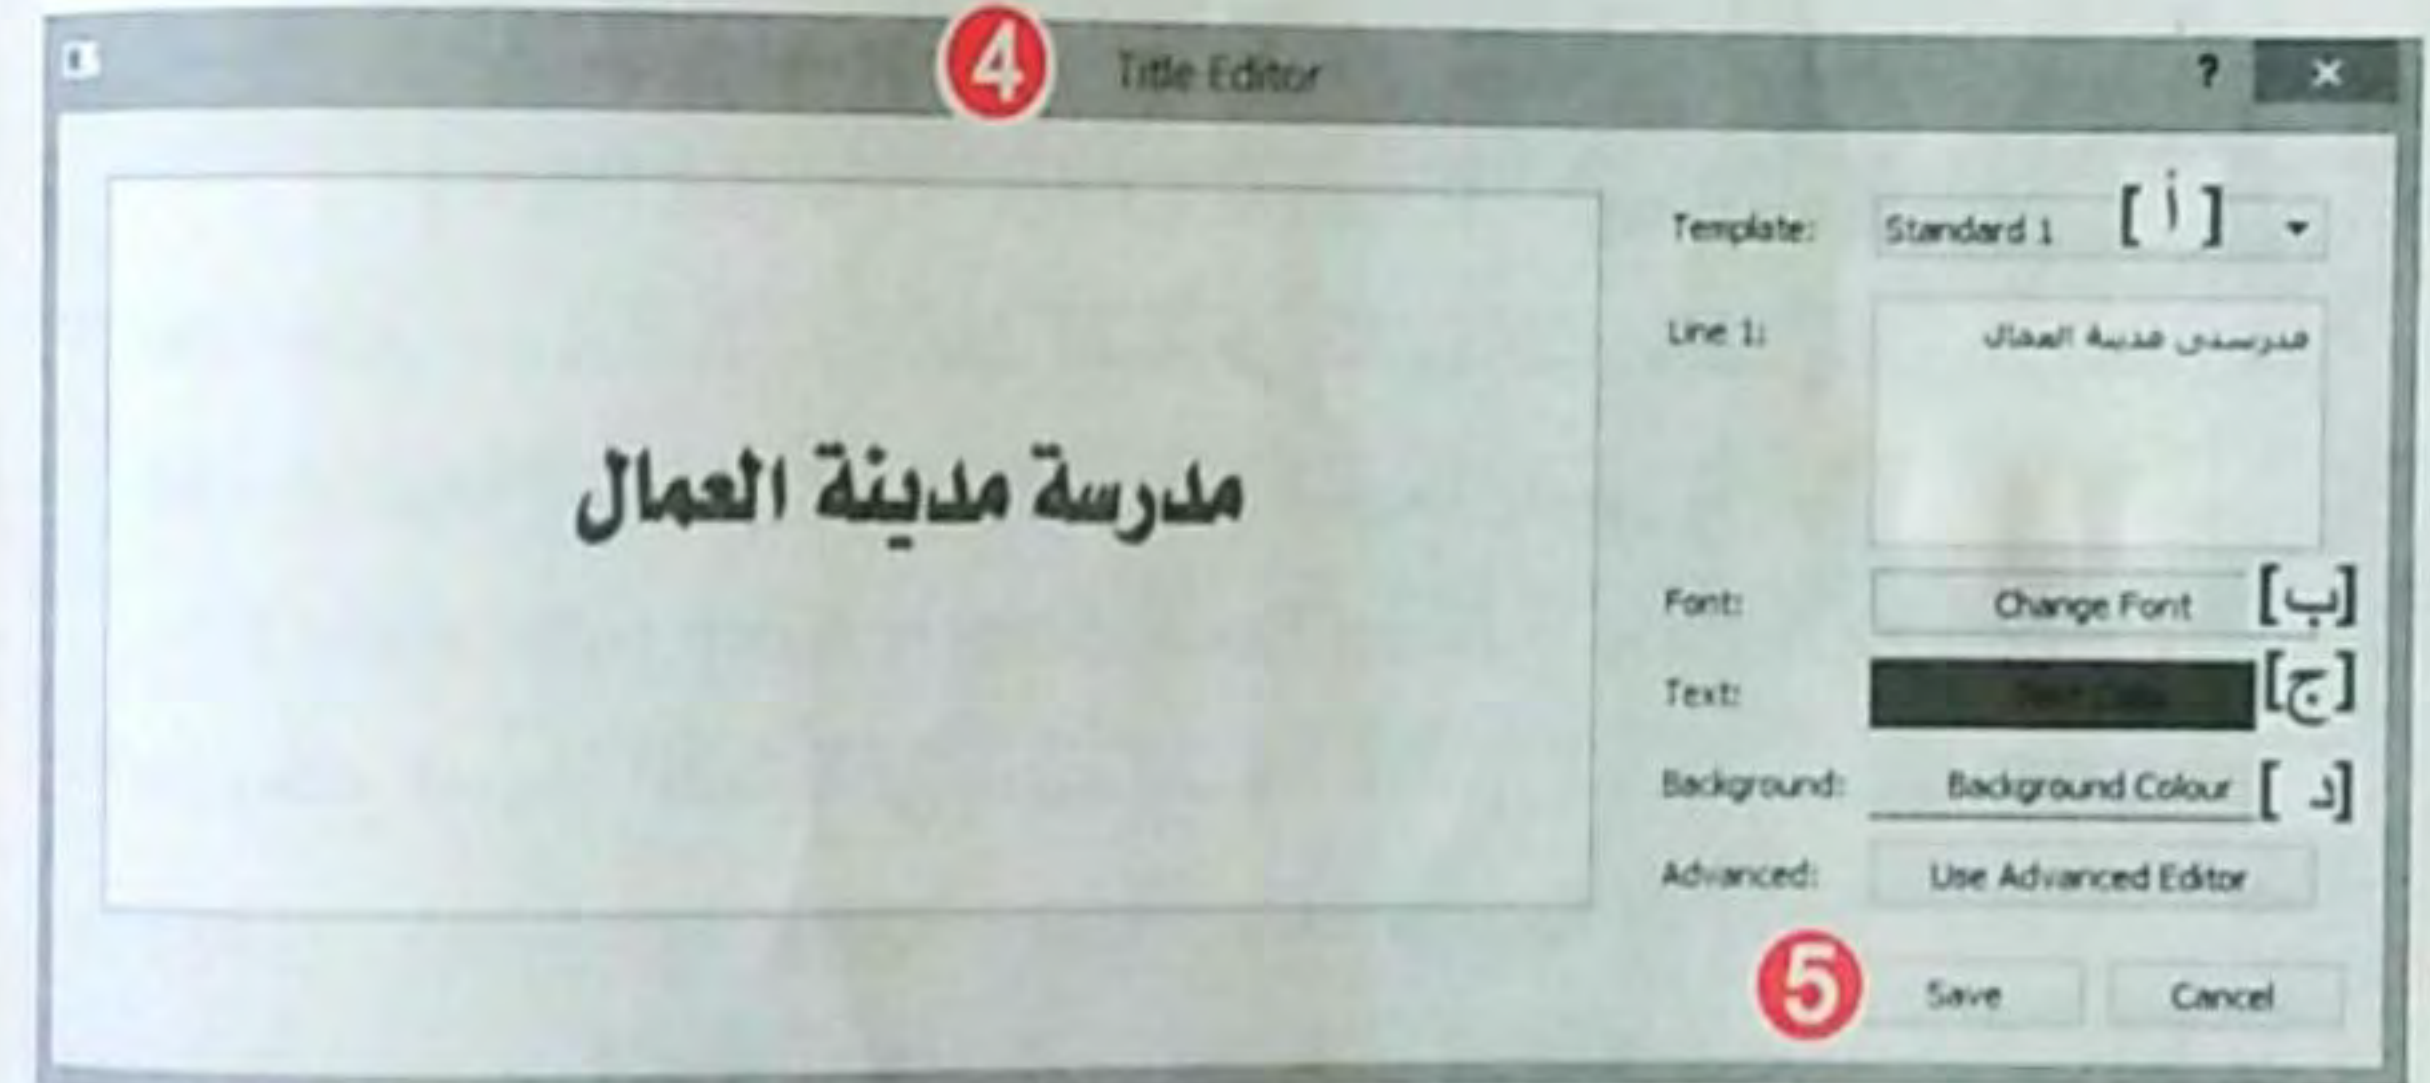 4 Title Editor ? ×
Template: Standard 1 [أ]
Line 1: مدرستى مدينة العمال
مدرسة مدينة العمال
Font: Change Font [ب]
Text: [ج]
Background: Background Colour [د]
Advanced: Use Advanced Editor
5 Save Cancel